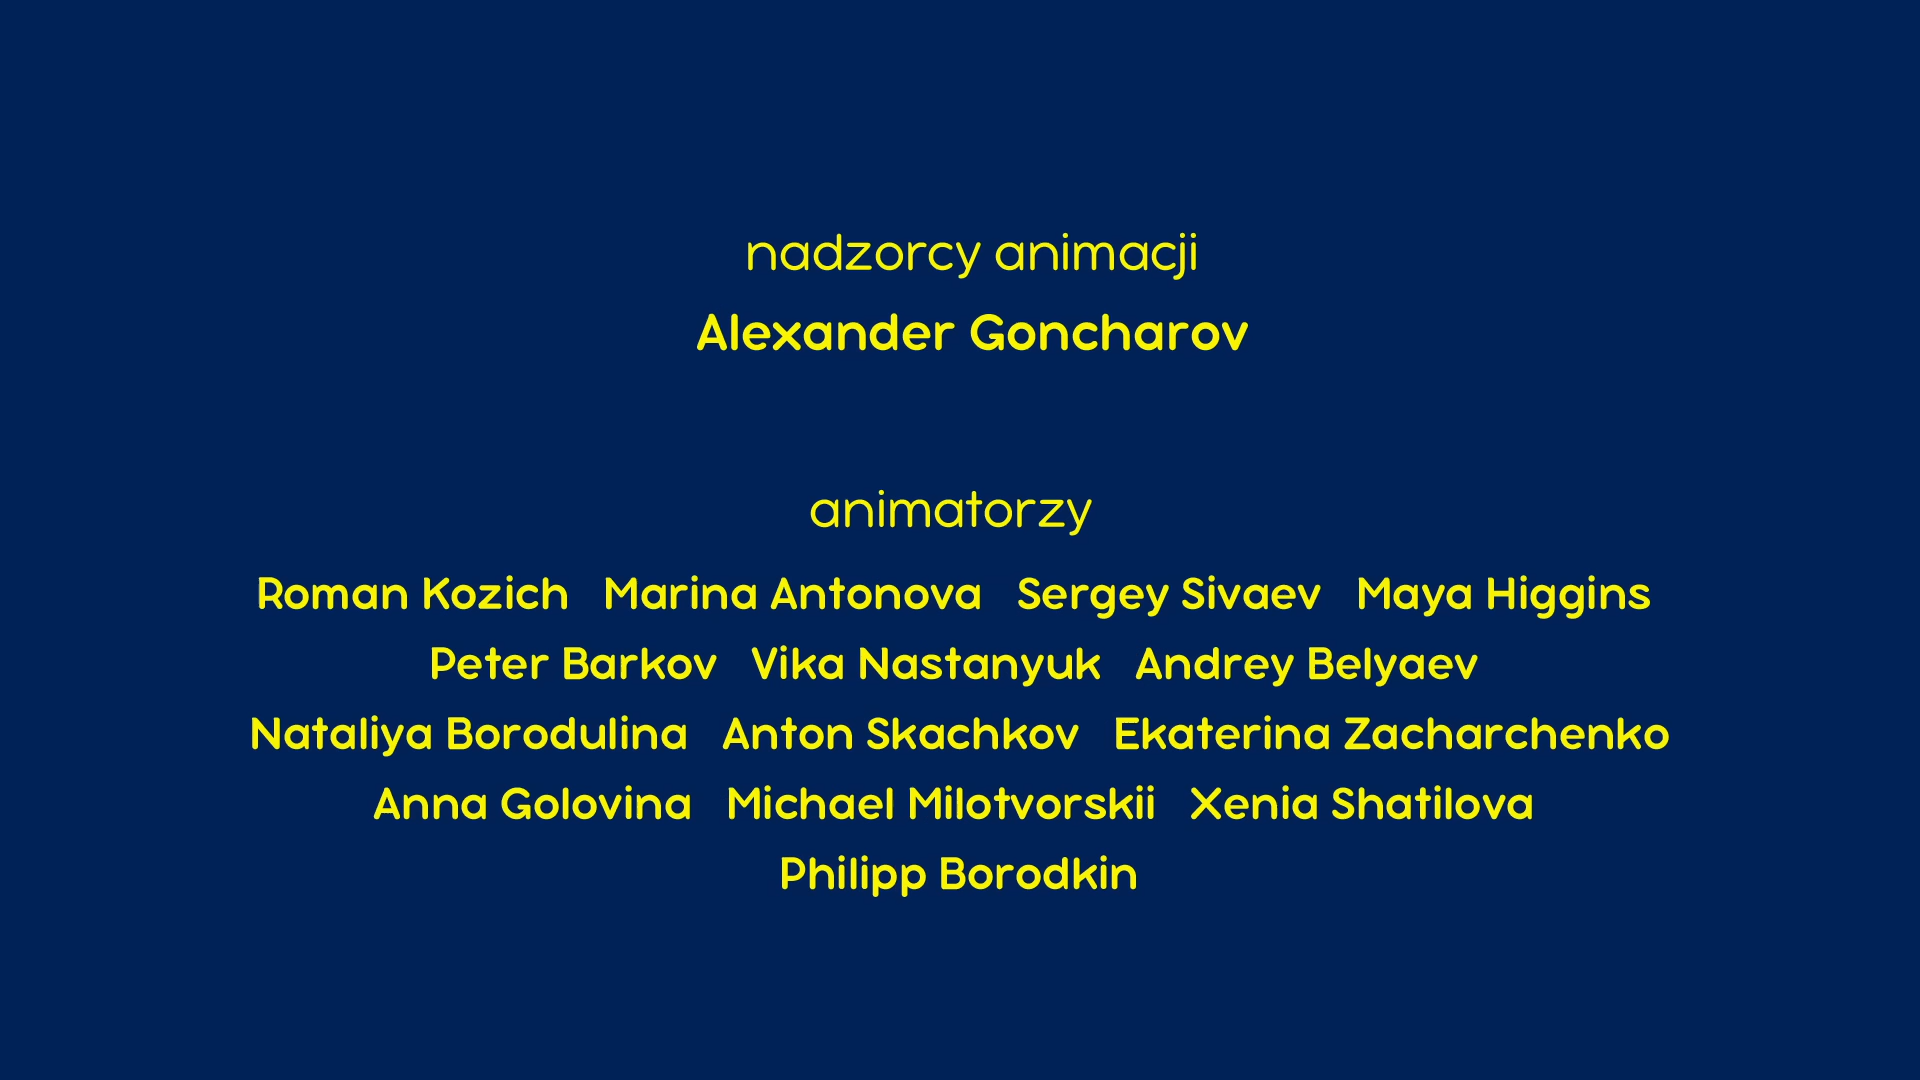 nadzorcy animacji
Alexander Goncharov
animatorzy
Roman Kozich Marina Antonova Sergey Sivaev Maya Higgins
Peter Barkov Vika Nastanyuk Andrey Belyaev
Nataliya Borodulina Anton Skachkov Ekaterina Zacharchenko
Anna Golovina Michael Milotvorskii Xenia Shatilova
Philipp Borodkin